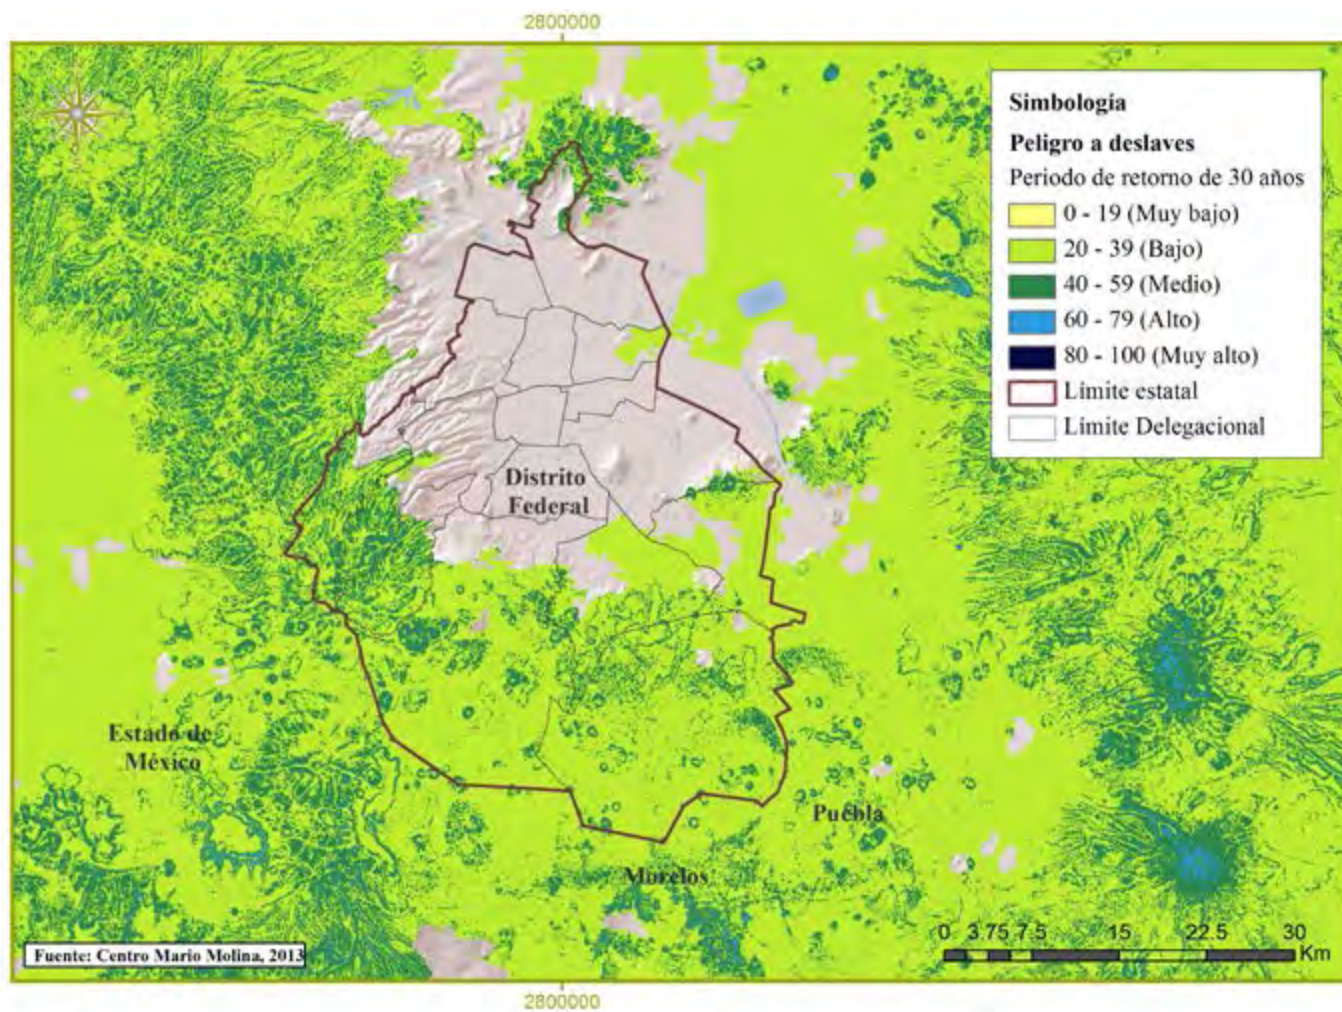 2800000
Simbología
Peligro a deslaves
Periodo de retorno de 30 años
0 - 19 (Muy bajo)
20 - 39 (Bajo)
40 - 59 (Medio)
60 - 79 (Alto)
80 - 100 (Muy alto)
Límite estatal
Límite Delegacional
Distrito
Federal
Estado de
México
Puebla
Morelos
0 3.75 7.5 15 22.5 30
Km
Fuente: Centro Mario Molina, 2013
2800000